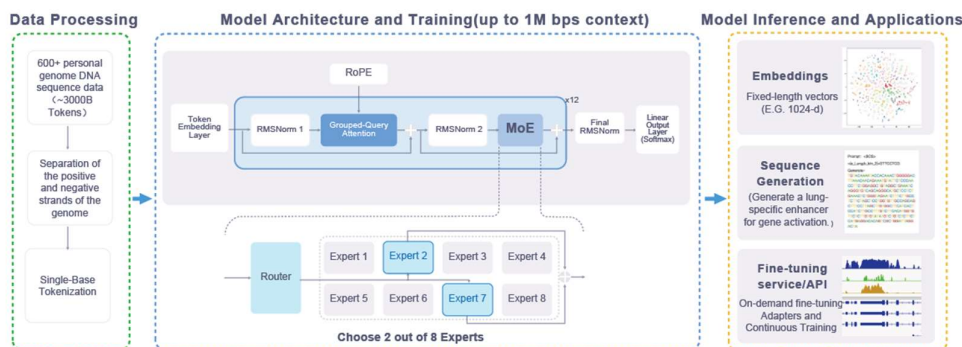 Data Processing
600+ personal
genome DNA
sequence data
(~3000B
Tokens)
Separation of
the positive
and negative
strands of the
genome
Single-Base
Tokenization
Model Architecture and Training(up to 1M bps context)
RoPE
x12
Token
Embedding
Layer
RMSNorm 1
Grouped-Query
Attention
RMSNorm 2
MoE
Final
RMSNorm
Linear
Output
Layer
(Softmax)
Router
Expert 1
Expert 2
Expert 3
Expert 4
Expert 5
Expert 6
Expert 7
Expert 8
Choose 2 out of 8 Experts
Model Inference and Applications
Embeddings
Fixed-length vectors
(E.G. 1024-d)
Sequence
Generation
(Generate a lung-
specific enhancer
for gene activation.)
Prompt: <BOS>
Fine-tuning
service/API
On-demand fine-tuning
Adapters and
Continuous Training